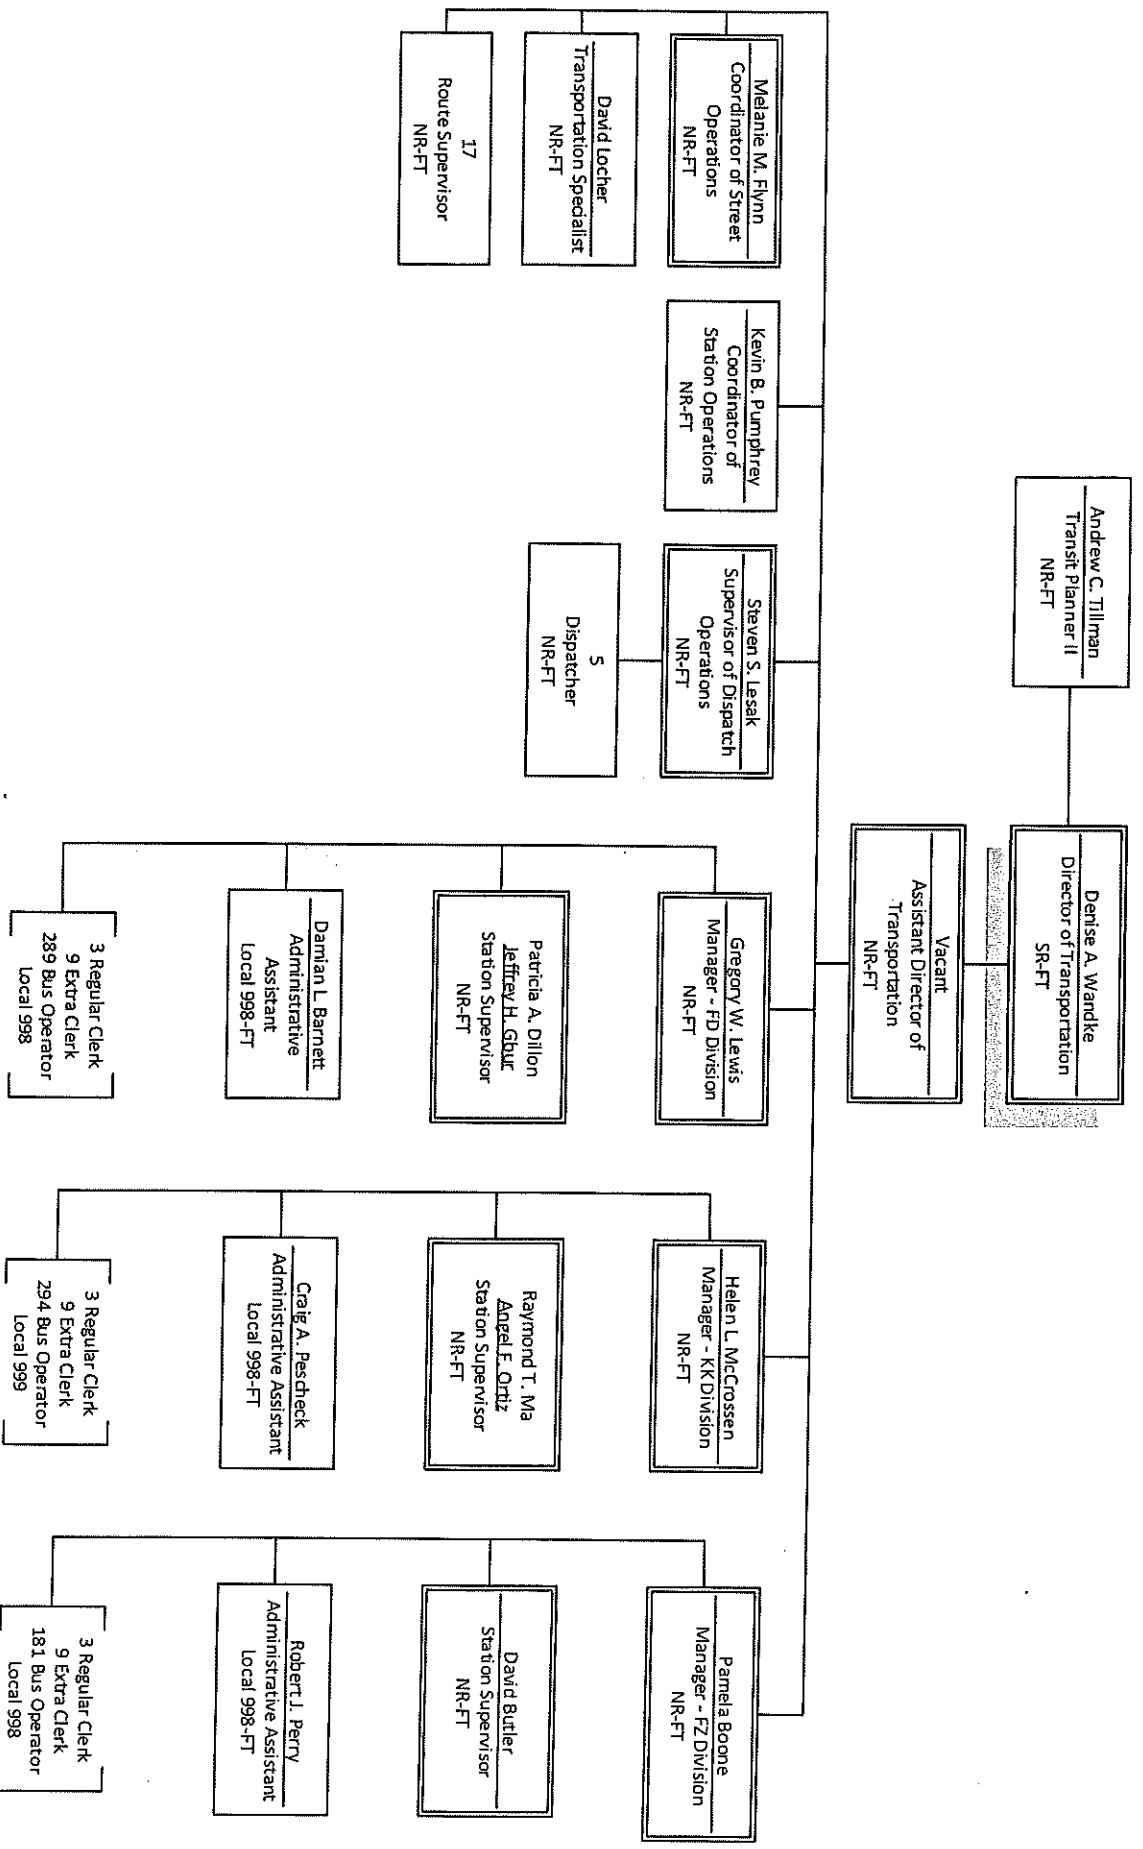 Denise A. Wandke
Director of Transportation
SR-FT
Andrew C. Tillman
Transit Planner II
NR-FT
Vacant
Assistant Director of
Transportation
NR-FT
Melanie M. Flynn
Coordinator of Street
Operations
NR-FT
David Locher
Transportation Specialist
NR-FT
17
Route Supervisor
NR-FT
Kevin B. Pumphrey
Coordinator of
Station Operations
NR-FT
Steven S. Lesak
Supervisor of Dispatch
Operations
NR-FT
5
Dispatcher
NR-FT
Gregory W. Lewis
Manager ~ FD Division
NR-FT
Patricia A. Dillon
Jeffrey H. Gbur
Station Supervisor
NR-FT
Damian L. Barnett
Administrative
Assistant
Local 998-FT
3 Regular Clerk
9 Extra Clerk
289 Bus Operator
Local 998
Helen L. McCrossen
Manager - KK Division
NR-FT
Raymond T. Ma
Angel F. Ortiz
Station Supervisor
NR-FT
Craig A. Pescheck
Administrative Assistant
Local 998-FT
3 Regular Clerk
9 Extra Clerk
294 Bus Operator
Local 999
Pamela Boone
Manager ~ FZ Division
NR-FT
David Butler
Station Supervisor
NR-FT
Robert J. Perry
Administrative Assistant
Local 998-FT
3 Regular Clerk
9 Extra Clerk
181 Bus Operator
Local 998